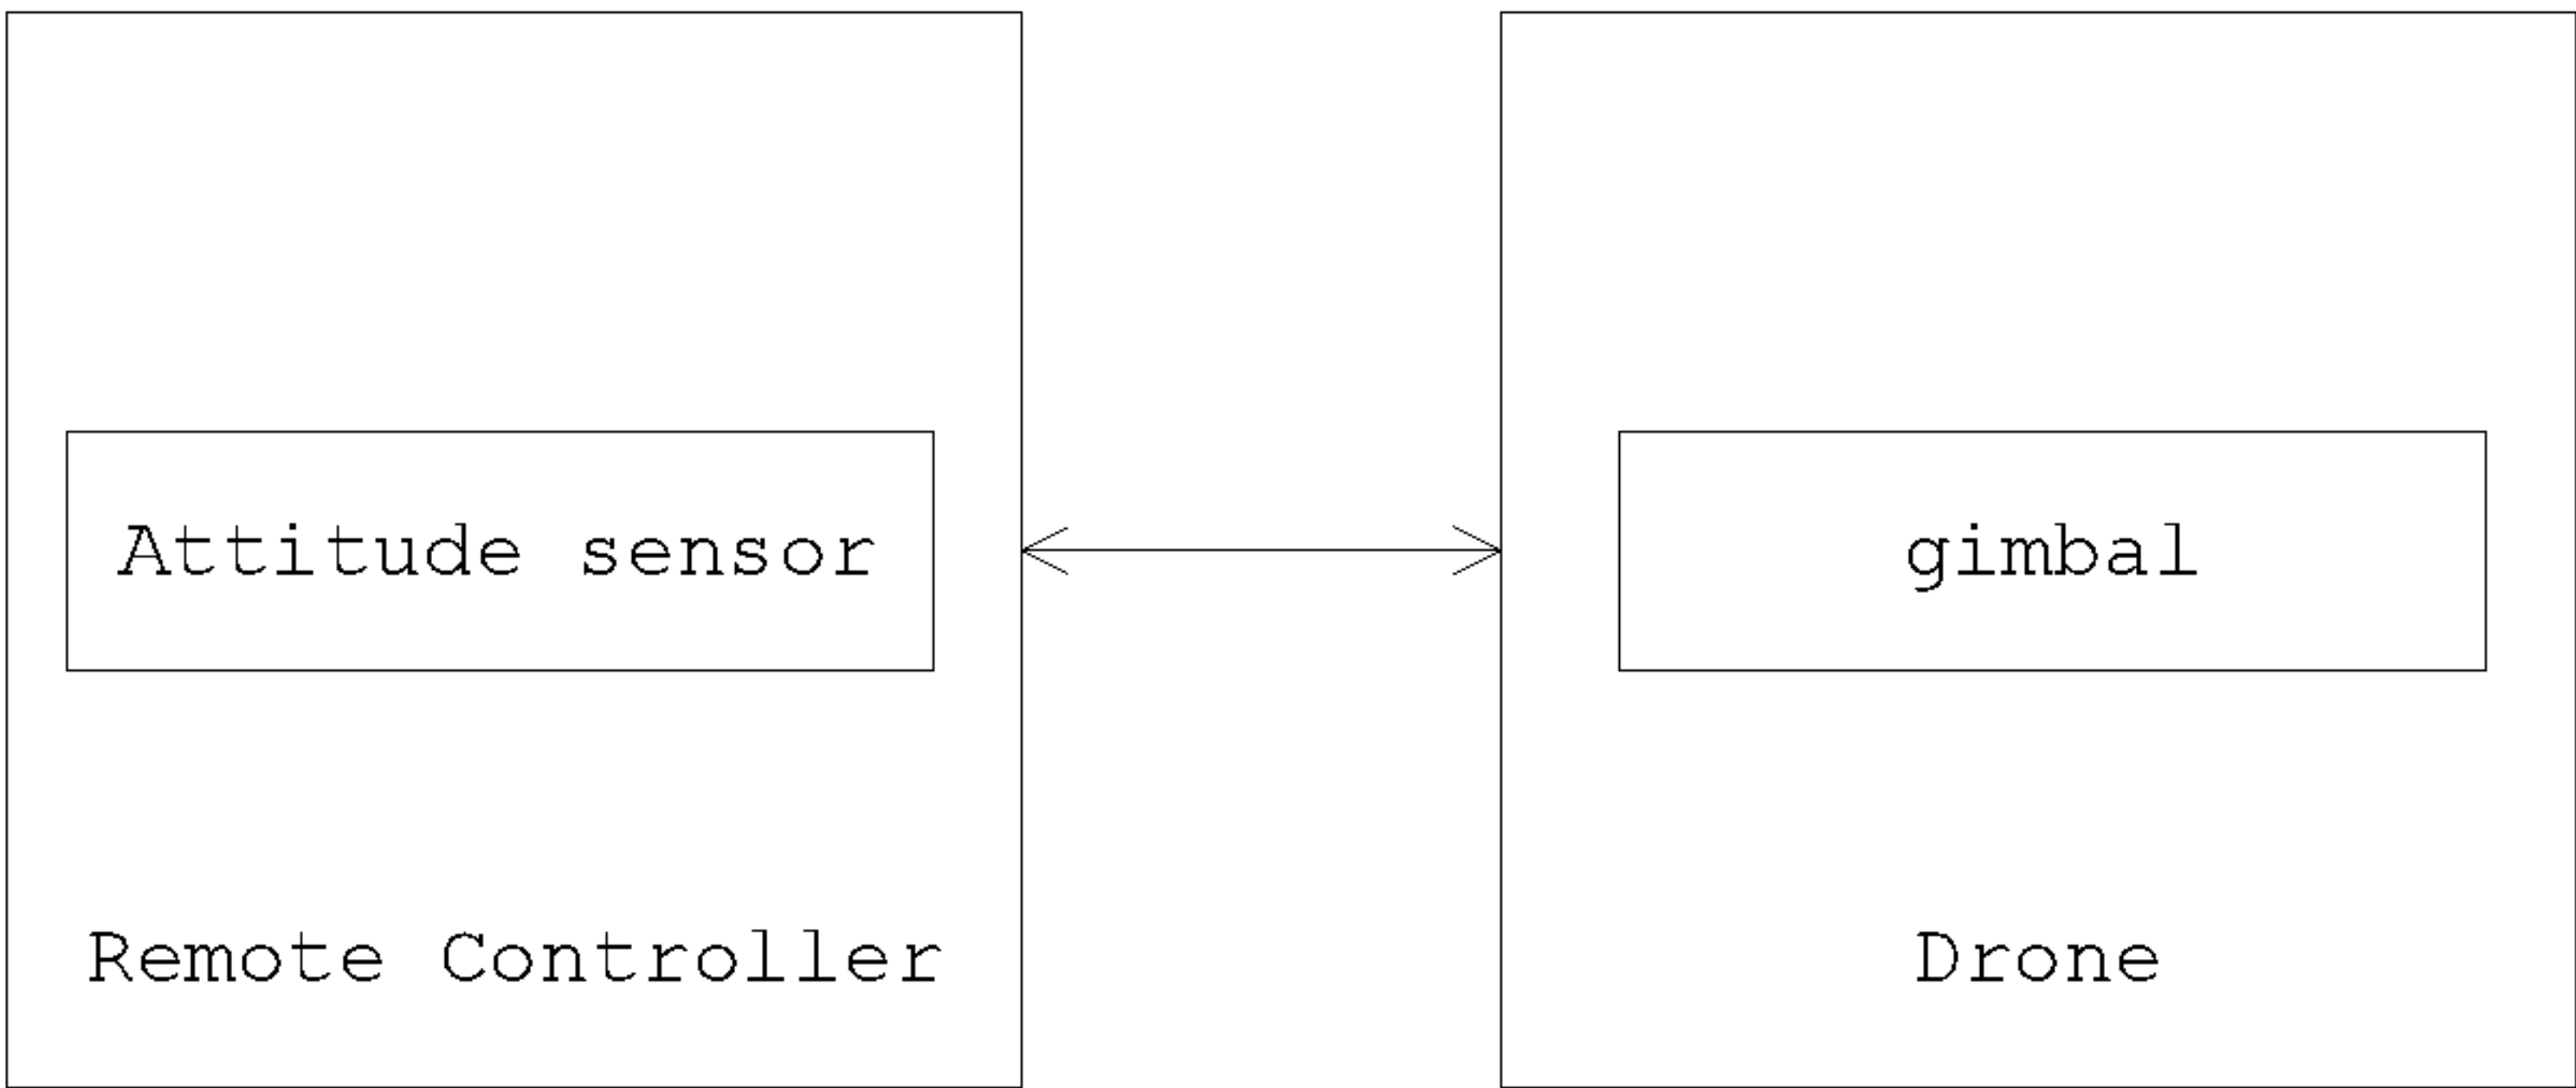 Attitude sensor
gimbal
Remote Controller
Drone